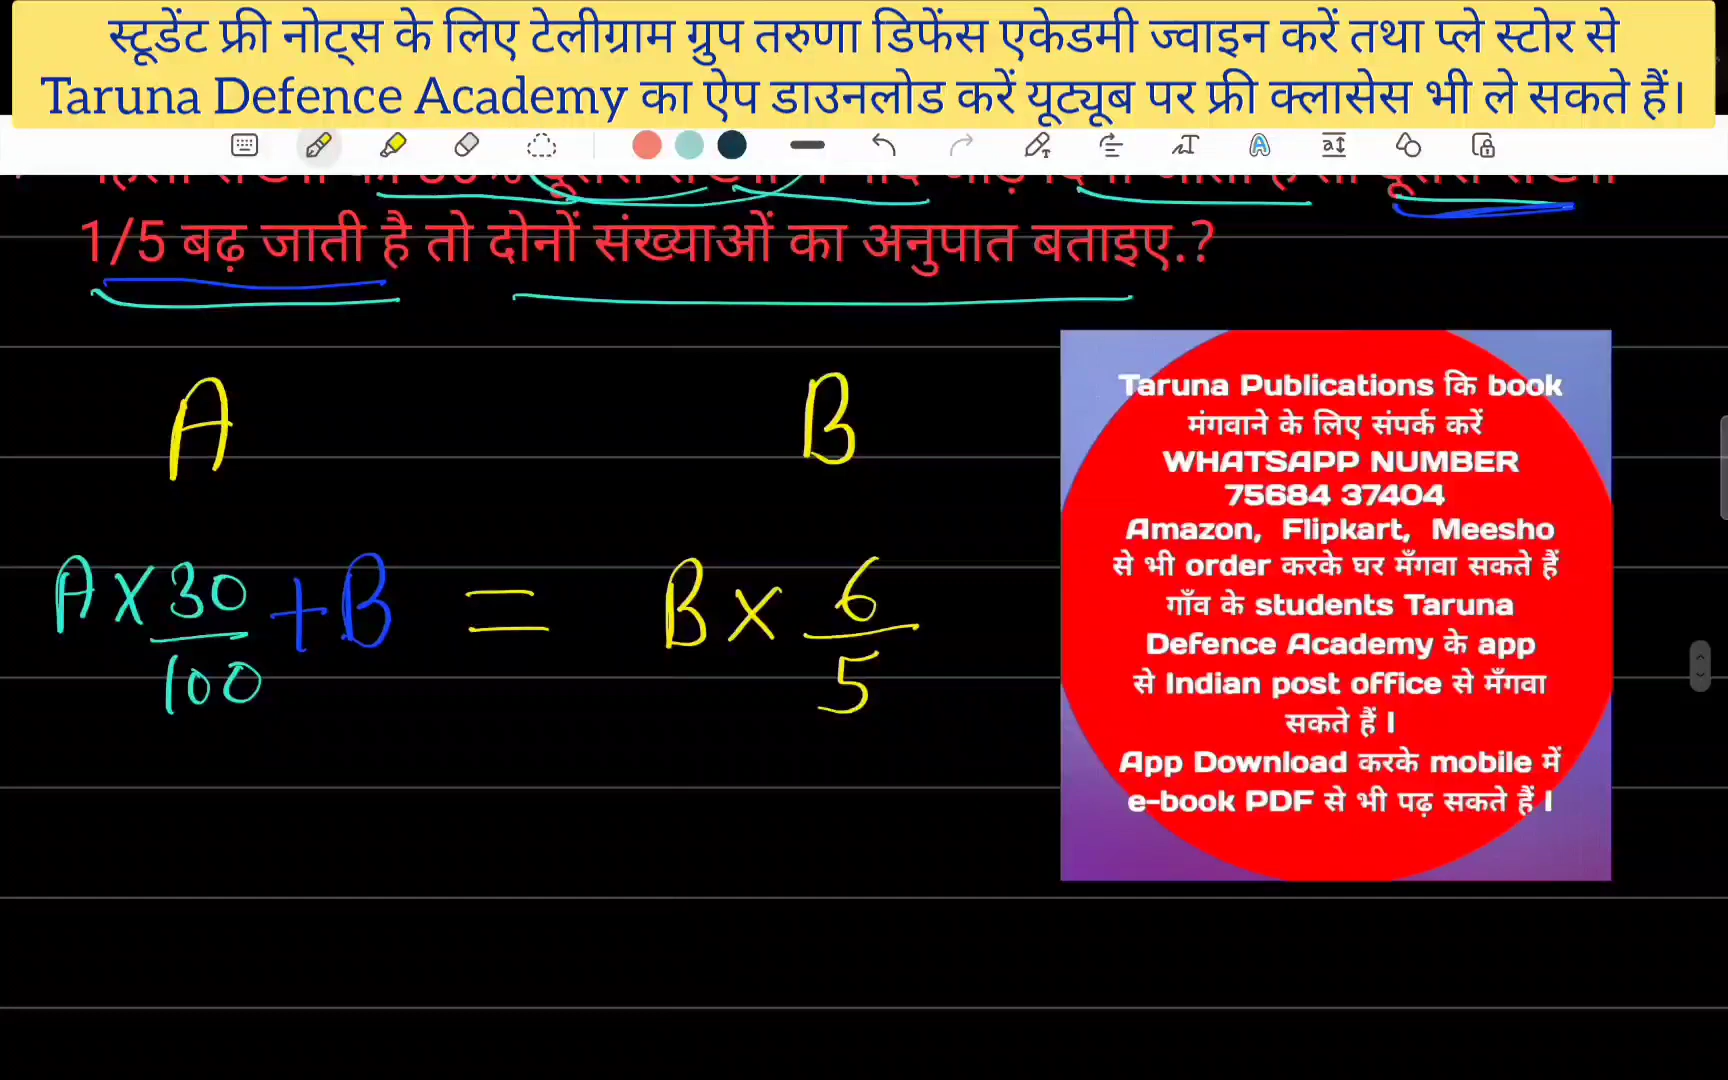 स्टूडेंट फ्री नोट्स के लिए टेलीग्राम ग्रुप तरुणा डिफेंस एकेडमी ज्वाइन करें तथा प्ले स्टोर से
Taruna Defence Academy का ऐप डाउनलोड करें यूट्यूब पर फ्री क्लासेस भी ले सकते हैं।
1/5 बढ़ जाती है तो दोनों संख्याओं का अनुपात बताइए.?
A B
A × 30/100 + B = B × 6/5
Taruna Publications कि book
मंगवाने के लिए संपर्क करें
WHATSAPP NUMBER
75684 37404
Amazon, Flipkart, Meesho
से भी order करके घर मँगवा सकते हैं
गाँव के students Taruna
Defence Academy के app
से Indian post office से मँगवा
सकते हैं।
App Download करके mobile में
e-book PDF से भी पढ़ सकते हैं।